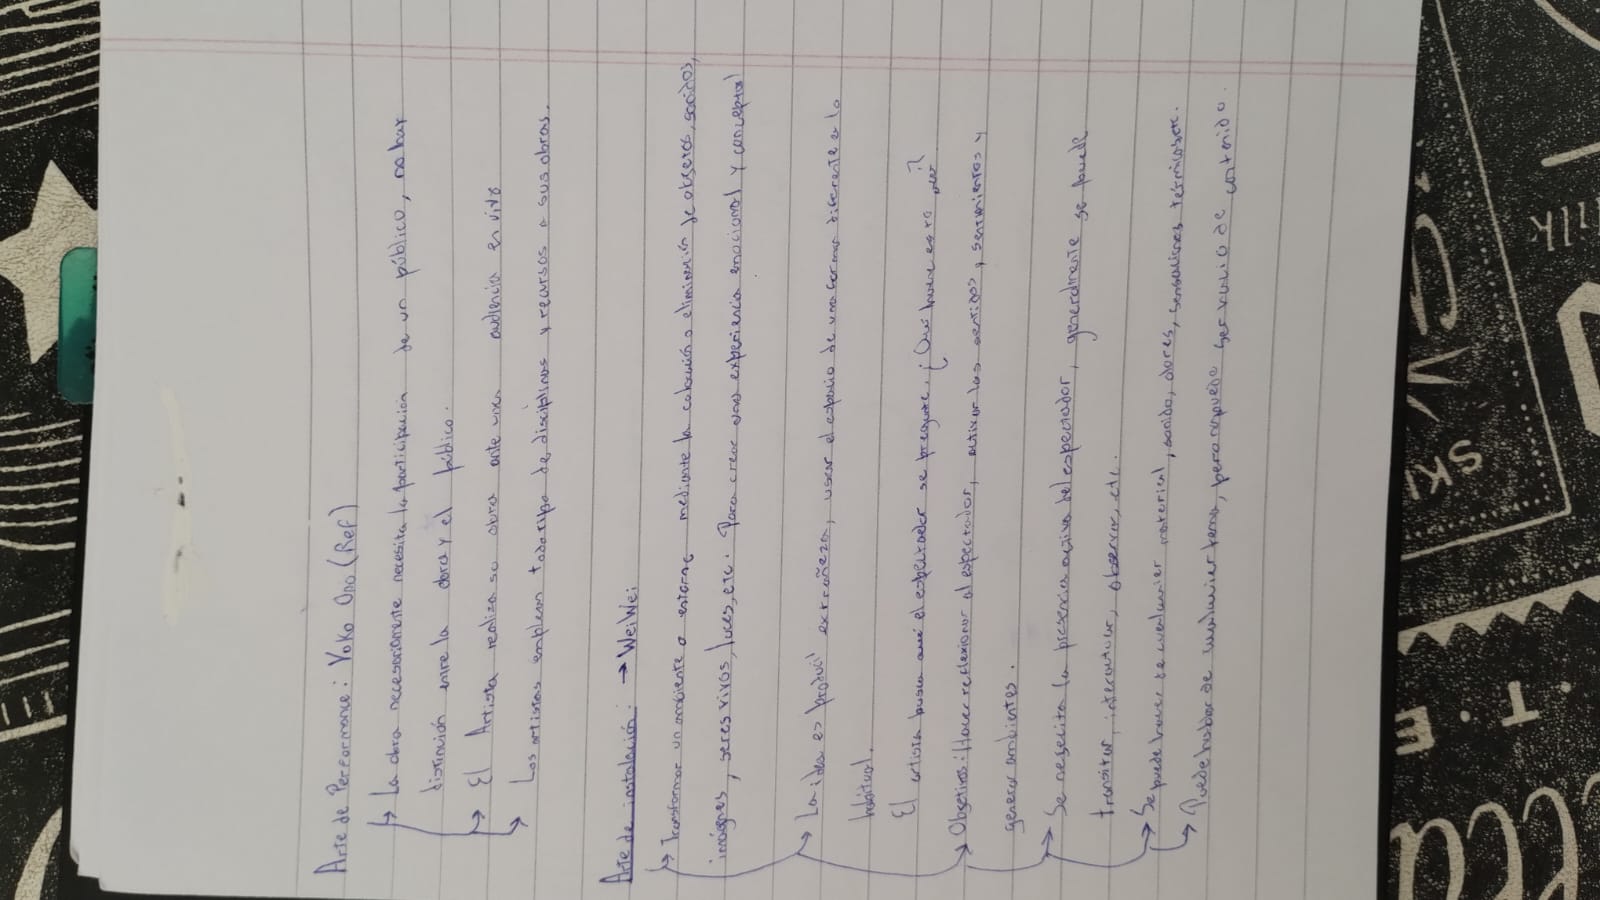 Arte de Performance: Yoko Ono (Ref)
La obra necesariamente necesita la participación de un público, no hay
distinción entre la obra y el público.
El Artista realiza su obra ante una audiencia en vivo
Los artistas emplean todo tipo de disciplinas y recursos a sus obras.
Arte de instalación: → WeiWei
Transformar un ambiente o entorno mediante la colocación o eliminación de objetos, sonidos,
imágnes, seres vivos, luces, etc. Para crear una experiencia emocional y conceptual
La idea es producir extrañeza, usar el espacio de una forma diferente a lo
habitual.
El artista busca que el espectador se pregunte. ¿Qué hace esto aquí?
Objetivos: Hacer reflexionar al espectador, activar los sentidos, sentimientos y
generar ambientes.
Se nesecita la presencia activa del espectador, generalmente se puede
transitar, interactuar, observar, etc.
Se puede hacer de cualquier material, sonido, olores, sensaciones térmicas etc.
Puede hablar de cualquier tema, pero no puede ser vacío de contenido.
T.E
SK
ilk